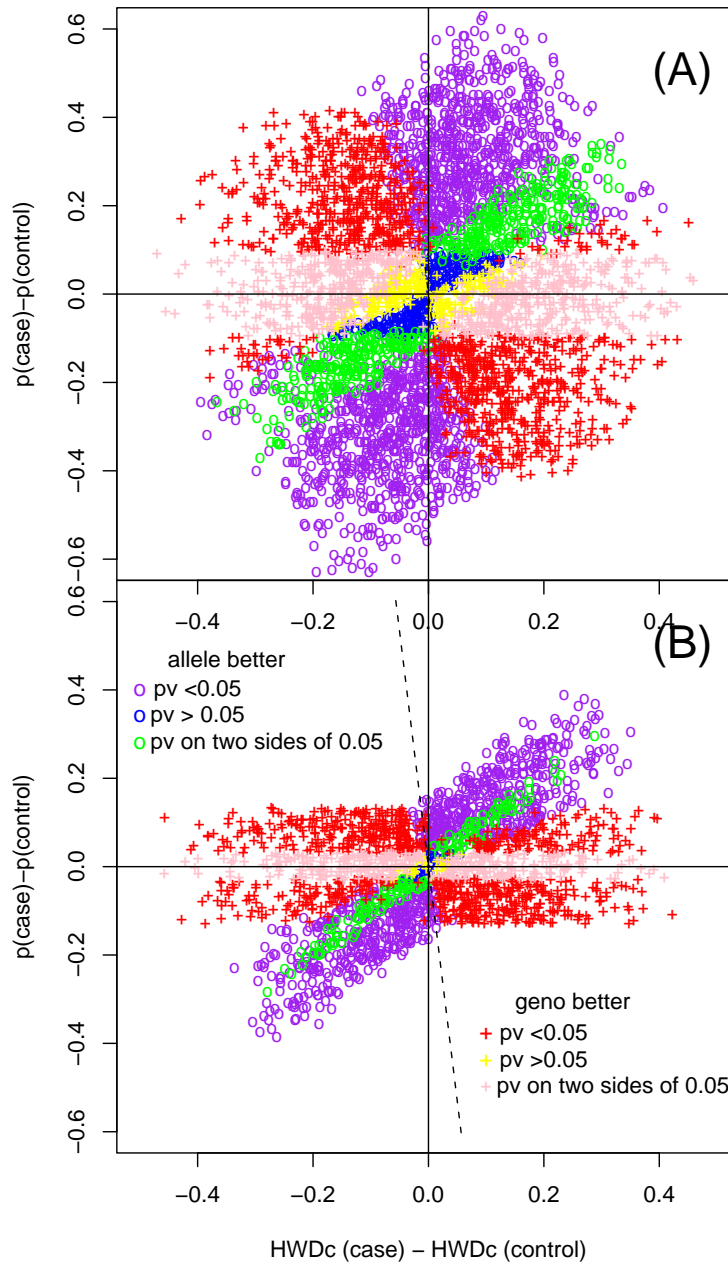 (A)
p(case)−p(control)
0.6
0.4
0.2
0.0
−0.2
−0.4
−0.6
−0.4 −0.2 0.0 0.2 0.4
(B)
p(case)−p(control)
0.6
0.4
0.2
0.0
−0.2
−0.4
−0.6
allele better
o pv <0.05
o pv > 0.05
o pv on two sides of 0.05
geno better
+ pv <0.05
+ pv >0.05
+ pv on two sides of 0.05
−0.4 −0.2 0.0 0.2 0.4
HWDc (case) − HWDc (control)